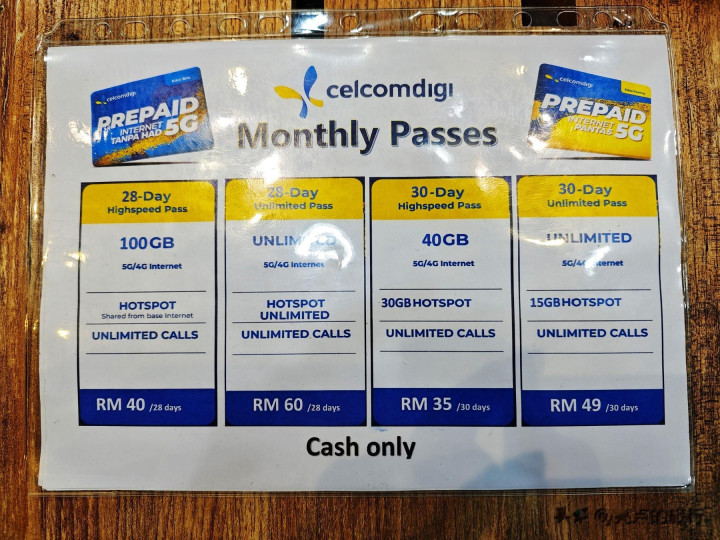 celcomdigi
PREPAID
INTERNET
TANPA HAD 5G
celcomdigi
Monthly Passes
celcomdigi
PREPAID
INTERNET
PANTAS 5G
28-Day
Highspeed Pass
100GB
5G/4G Internet
HOTSPOT
Shared from base Internet
UNLIMITED CALLS
RM 40 /28 days
28-Day
Unlimited Pass
UNLIMITED
5G/4G Internet
HOTSPOT
UNLIMITED
UNLIMITED CALLS
RM 60 /28 days
30-Day
Highspeed Pass
40GB
5G/4G Internet
30GB HOTSPOT
UNLIMITED CALLS
RM 35 /30 days
30-Day
Unlimited Pass
UNLIMITED
5G/4G Internet
15GB HOTSPOT
UNLIMITED CALLS
RM 49 /30 days
Cash only